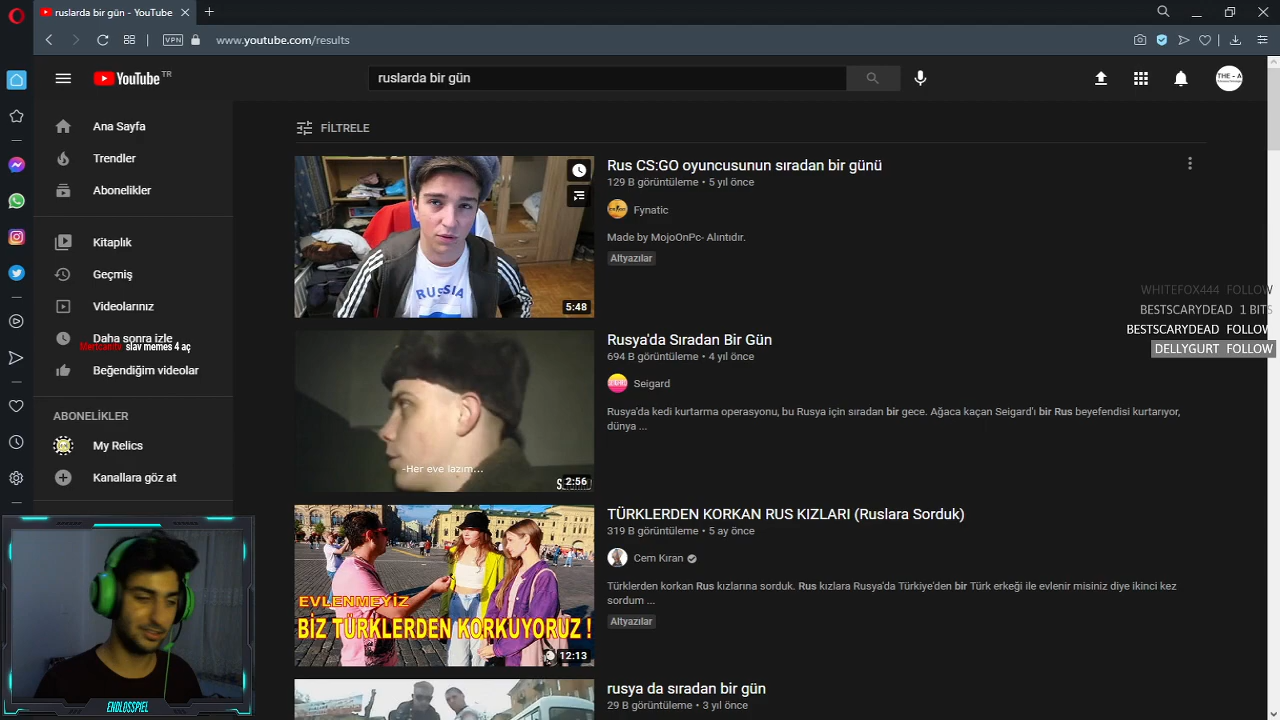 ruslarda bir gün - YouTube
VPN
www.youtube.com/results
YouTube TR
ruslarda bir gün
THE - A
Ana Sayfa
Trendler
Abonelikler
Kitaplık
Geçmiş
Videolarınız
Daha sonra izle
Mertcamtv slav memes 4 aç
Beğendiğim videolar
ABONELİKLER
My Relics
Kanallara göz at
ENDLOSSPIEL
FİLTRELE
RUSSIA
5:48
Rus CS:GO oyuncusunun sıradan bir günü
129 B görüntüleme • 5 yıl önce
Fynatic
Made by MojoOnPc- Alıntıdır.
Altyazılar
-Her eve lazım...
2:56
Rusya'da Sıradan Bir Gün
694 B görüntüleme • 4 yıl önce
Seigard
Rusya'da kedi kurtarma operasyonu, bu Rusya için sıradan bir gece. Ağaca kaçan Seigard'ı bir Rus beyefendisi kurtarıyor,
dünya ...
EVLENMEYİZ
BİZ TÜRKLERDEN KORKUYORUZ !
12:13
TÜRKLERDEN KORKAN RUS KIZLARI (Ruslara Sorduk)
319 B görüntüleme • 5 ay önce
Cem Kıran
Türklerden korkan Rus kızlarına sorduk. Rus kızlara Rusya'da Türkiye'den bir Türk erkeği ile evlenir misiniz diye ikinci kez
sordum ...
Altyazılar
rusya da sıradan bir gün
29 B görüntüleme • 3 yıl önce
WHITEFOX444 FOLLOW
BESTSCARYDEAD 1 BITS
BESTSCARYDEAD FOLLOW
DELLYGURT FOLLOW